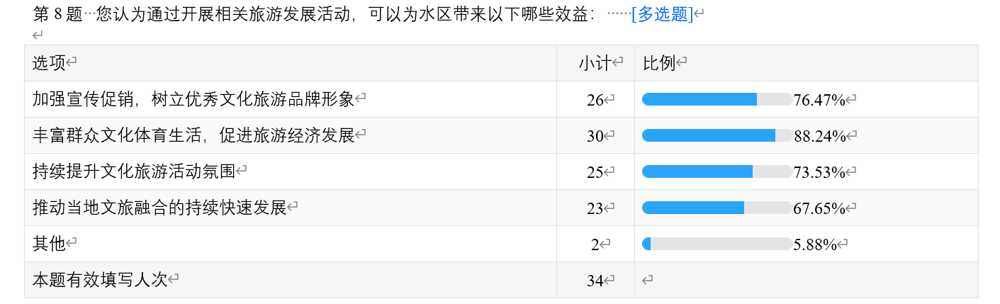 第 8 题 您认为通过开展相关旅游发展活动，可以为水区带来以下哪些效益： [多选题]
选项 小计 比例
加强宣传促销，树立优秀文化旅游品牌形象 26 76.47%
丰富群众文化体育生活，促进旅游经济发展 30 88.24%
持续提升文化旅游活动氛围 25 73.53%
推动当地文旅融合的持续快速发展 23 67.65%
其他 2 5.88%
本题有效填写人次 34